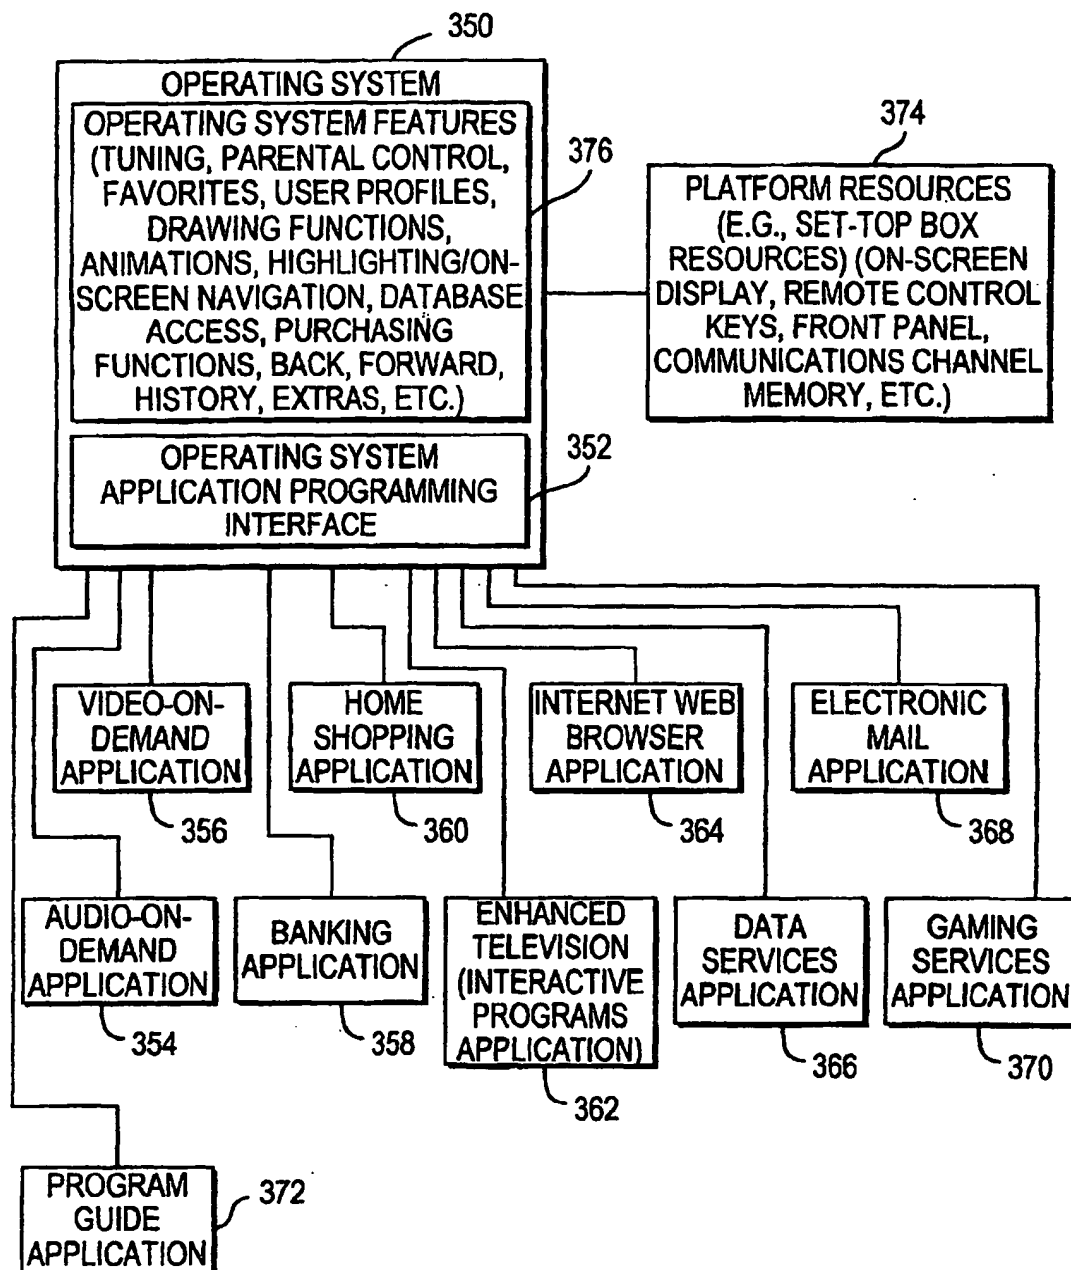 350
OPERATING SYSTEM
OPERATING SYSTEM FEATURES
(TUNING, PARENTAL CONTROL,
FAVORITES, USER PROFILES,
DRAWING FUNCTIONS,
ANIMATIONS, HIGHLIGHTING/ON-
SCREEN NAVIGATION, DATABASE
ACCESS, PURCHASING
FUNCTIONS, BACK, FORWARD,
HISTORY, EXTRAS, ETC.)
376
OPERATING SYSTEM
APPLICATION PROGRAMMING
INTERFACE
352
374
PLATFORM RESOURCES
(E.G., SET-TOP BOX
RESOURCES) (ON-SCREEN
DISPLAY, REMOTE CONTROL
KEYS, FRONT PANEL,
COMMUNICATIONS CHANNEL
MEMORY, ETC.)
VIDEO-ON-
DEMAND
APPLICATION
356
HOME
SHOPPING
APPLICATION
360
INTERNET WEB
BROWSER
APPLICATION
364
ELECTRONIC
MAIL
APPLICATION
368
AUDIO-ON-
DEMAND
APPLICATION
354
BANKING
APPLICATION
358
ENHANCED
TELEVISION
(INTERACTIVE
PROGRAMS
APPLICATION)
362
DATA
SERVICES
APPLICATION
366
GAMING
SERVICES
APPLICATION
370
PROGRAM
GUIDE
APPLICATION
372